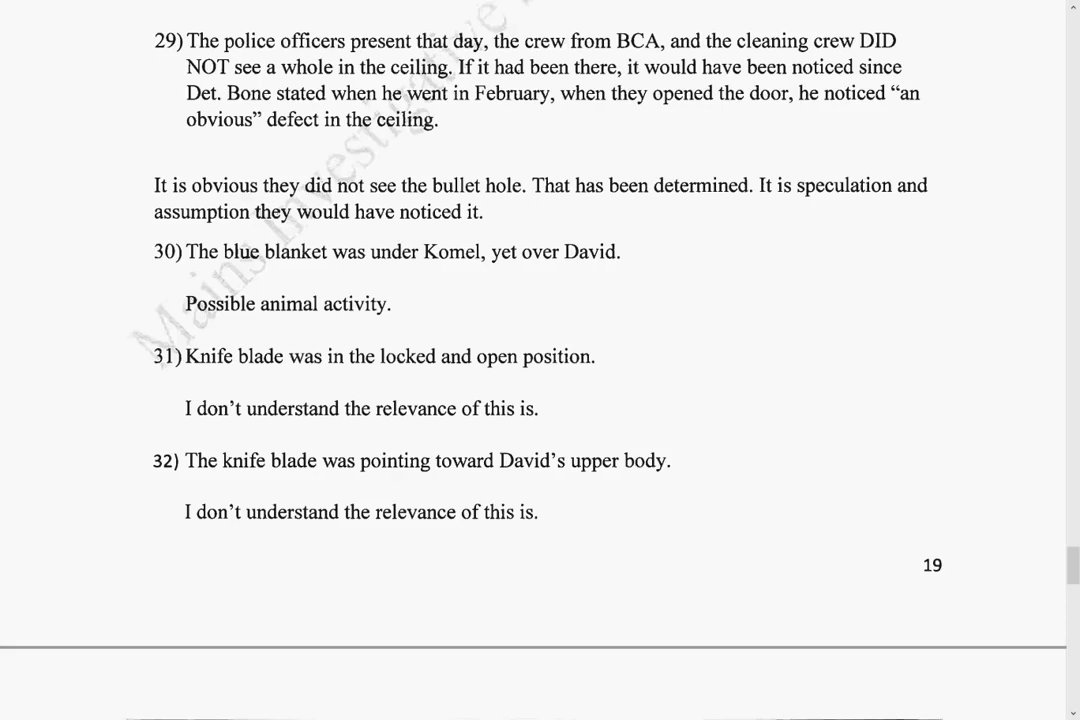 29) The police officers present that day, the crew from BCA, and the cleaning crew DID
NOT see a whole in the ceiling. If it had been there, it would have been noticed since
Det. Bone stated when he went in February, when they opened the door, he noticed “an
obvious” defect in the ceiling.
It is obvious they did not see the bullet hole. That has been determined. It is speculation and
assumption they would have noticed it.
30) The blue blanket was under Komel, yet over David.
Possible animal activity.
31) Knife blade was in the locked and open position.
I don’t understand the relevance of this is.
32) The knife blade was pointing toward David’s upper body.
I don’t understand the relevance of this is.
19
Mains Investigative